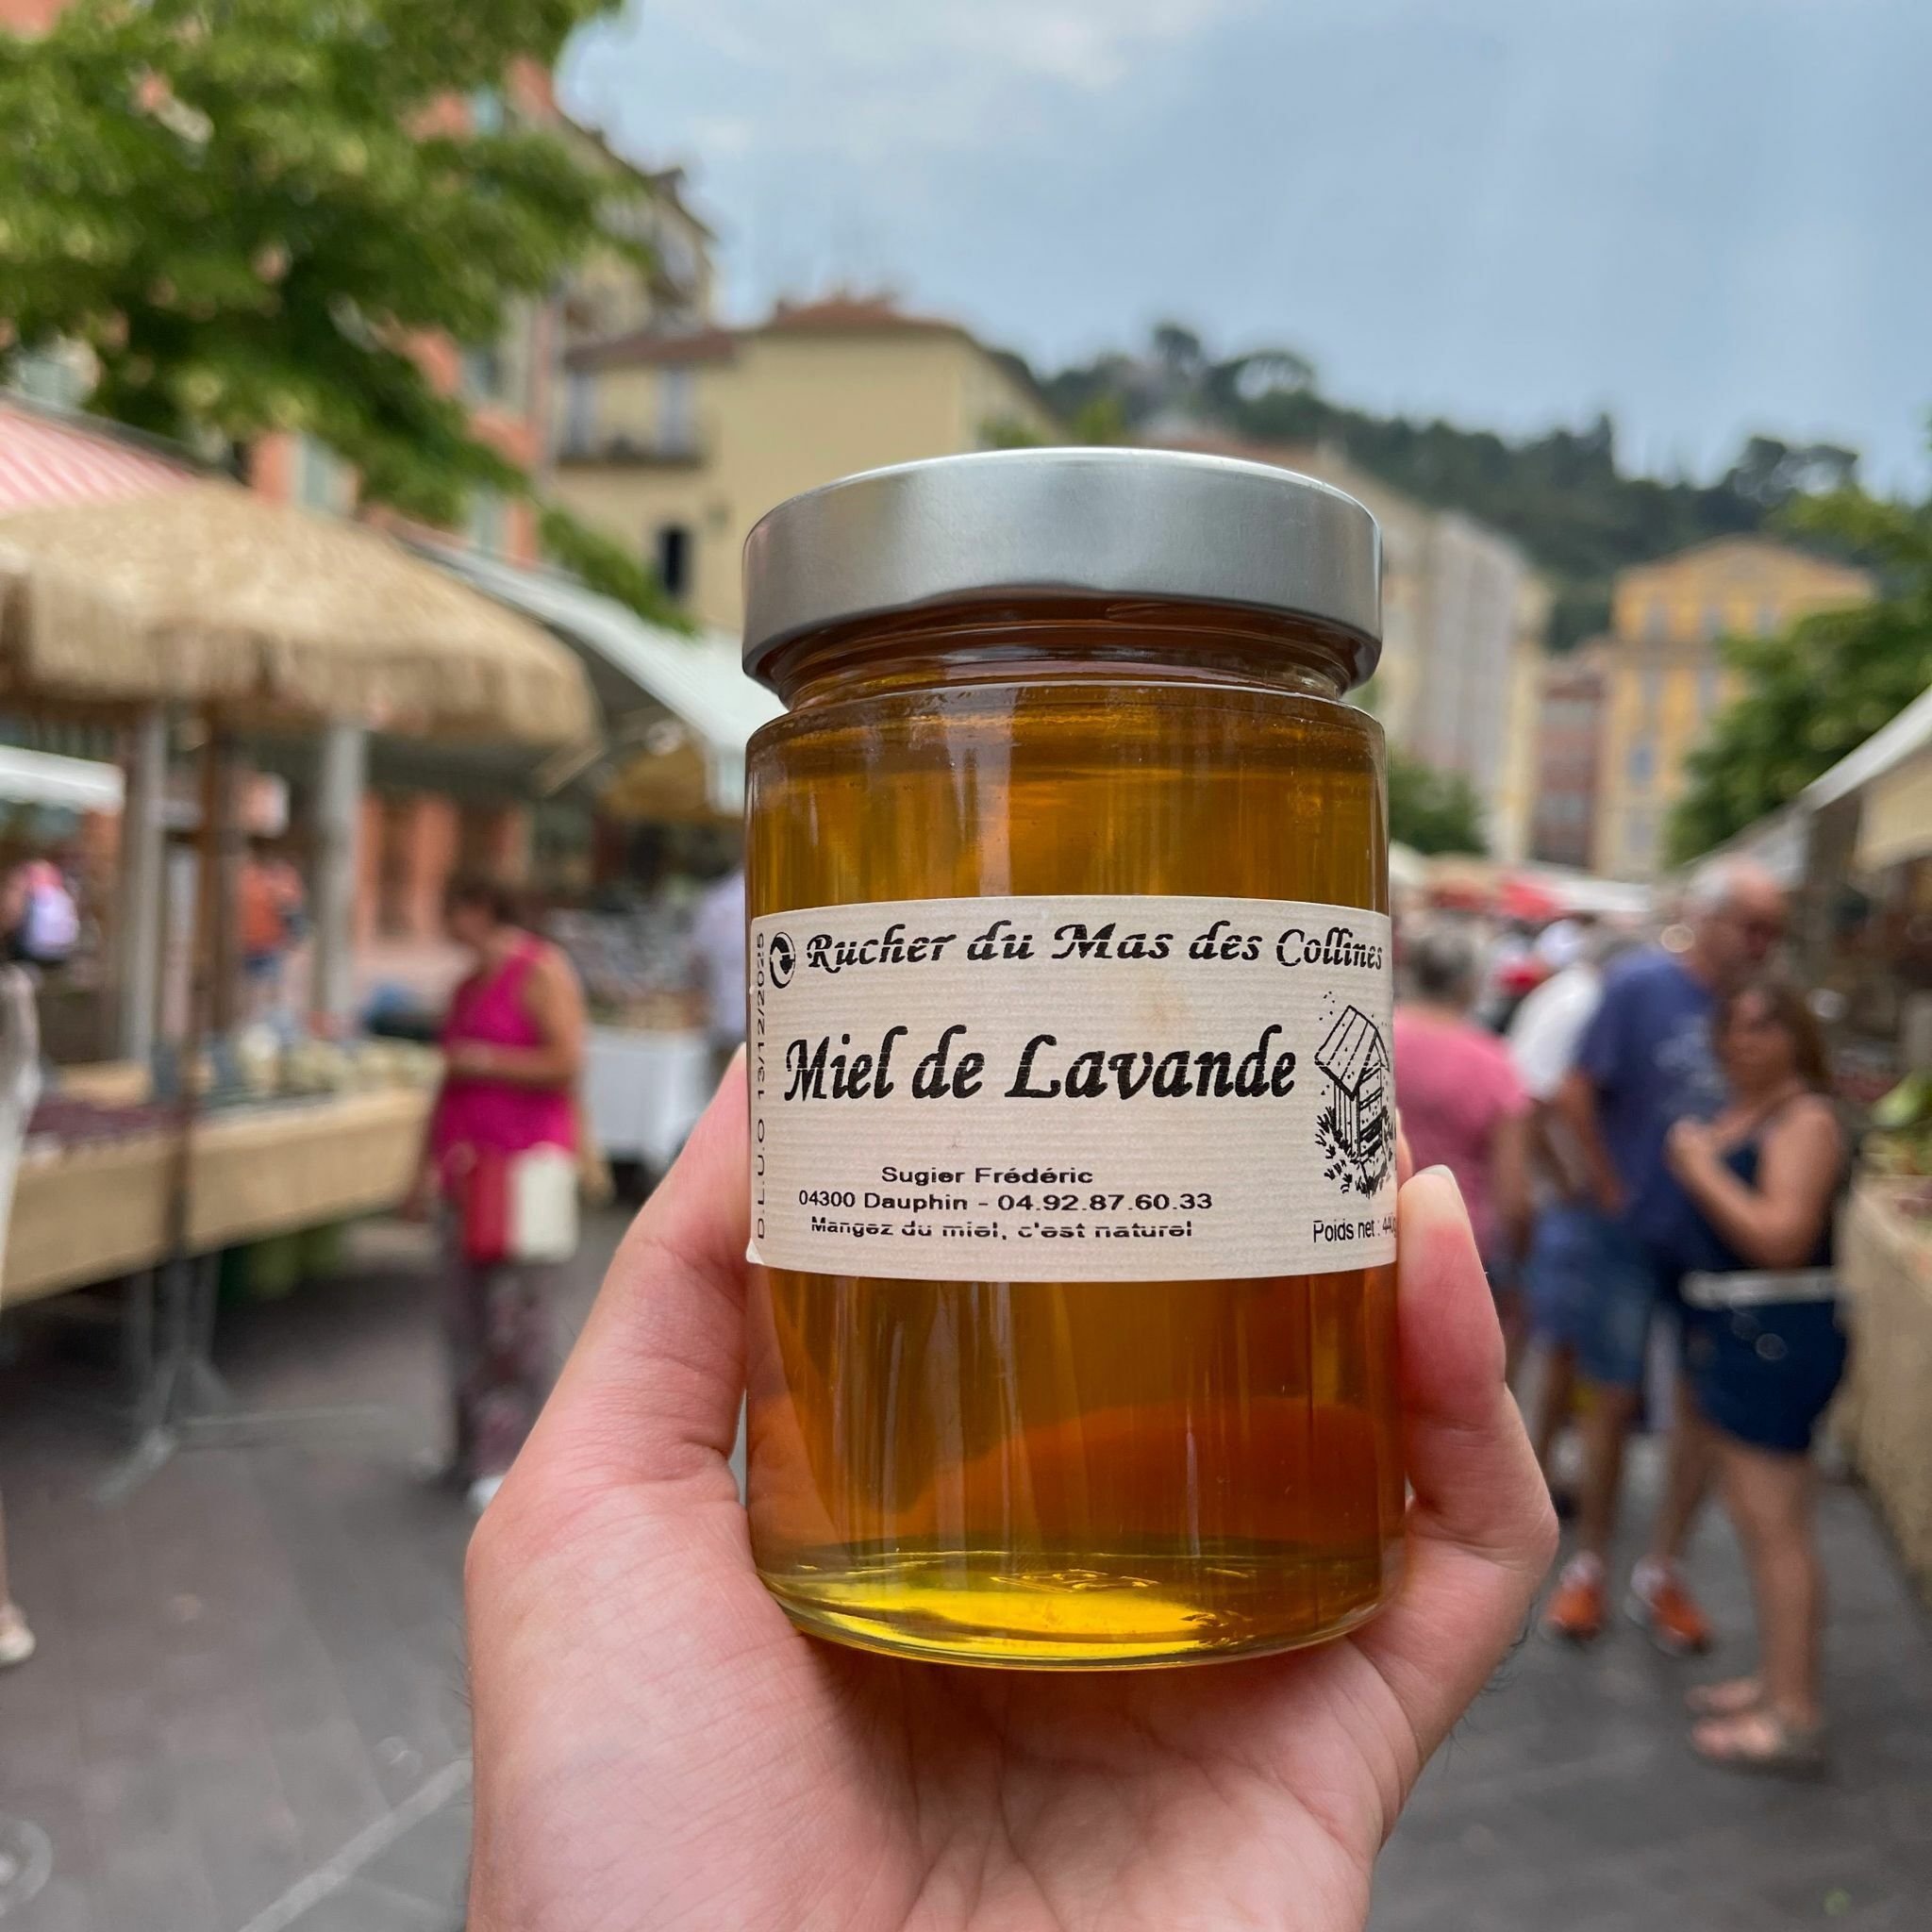 Rucher du Mas des Collines
Miel de Lavande
Sugier Frédéric
04300 Dauphin - 04.92.87.60.33
Mangez du miel, c'est naturel
Poids net :
D.L.U.O 13/12/2025